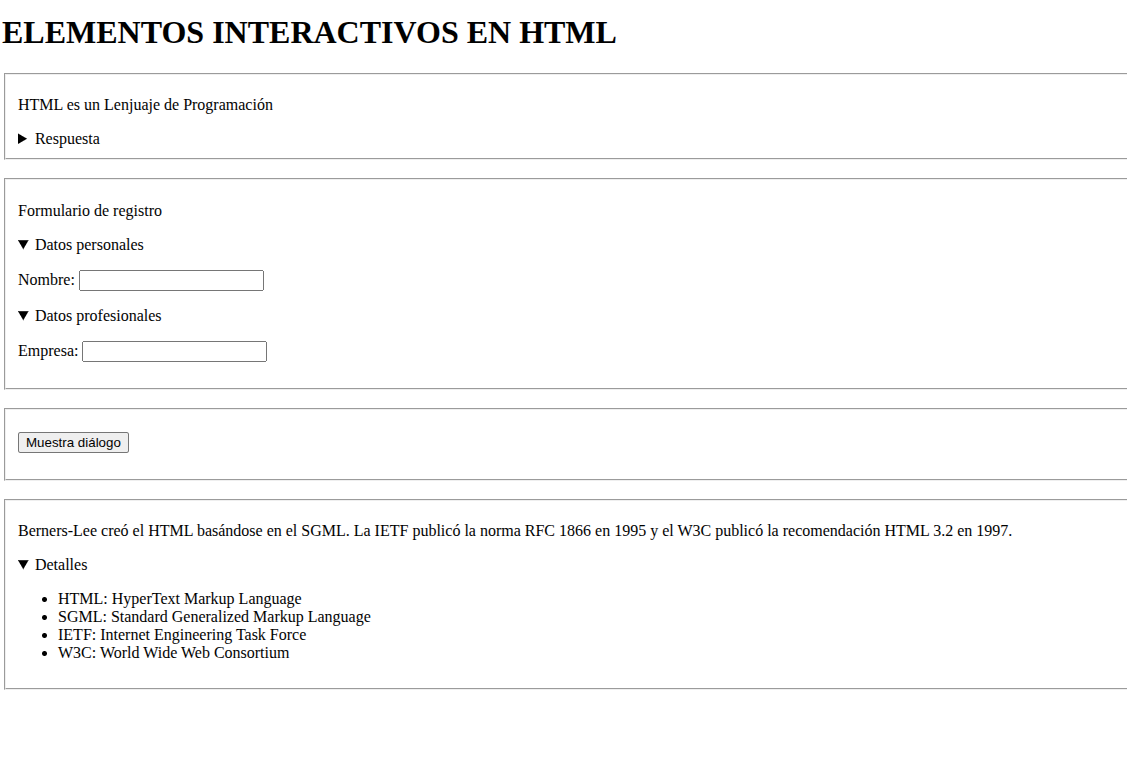 ELEMENTOS INTERACTIVOS EN HTML
HTML es un Lenjuaje de Programación
Respuesta
Formulario de registro
Datos personales
Nombre:
Datos profesionales
Empresa:
Muestra diálogo
Berners-Lee creó el HTML basándose en el SGML. La IETF publicó la norma RFC 1866 en 1995 y el W3C publicó la recomendación HTML 3.2 en 1997.
Detalles
HTML: HyperText Markup Language
SGML: Standard Generalized Markup Language
IETF: Internet Engineering Task Force
W3C: World Wide Web Consortium